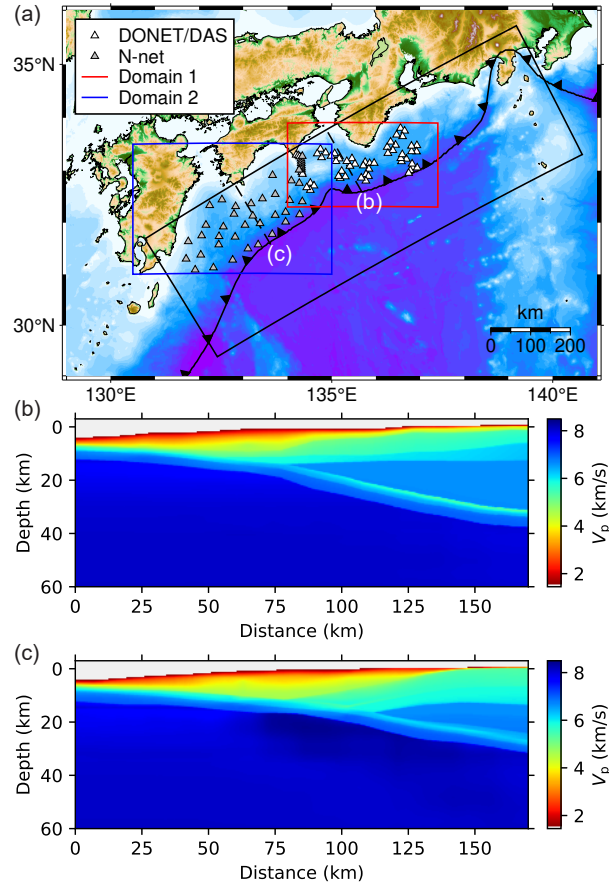 (a)
DONET/DAS
N-net
Domain 1
Domain 2
35°N
30°N
(b)
(c)
km
0 100 200
130°E 135°E 140°E
(b)
0
20
40
60
Depth (km)
0 25 50 75 100 125 150
Distance (km)
8
6
4
2
Vp (km/s)
(c)
0
20
40
60
Depth (km)
0 25 50 75 100 125 150
Distance (km)
8
6
4
2
Vp (km/s)